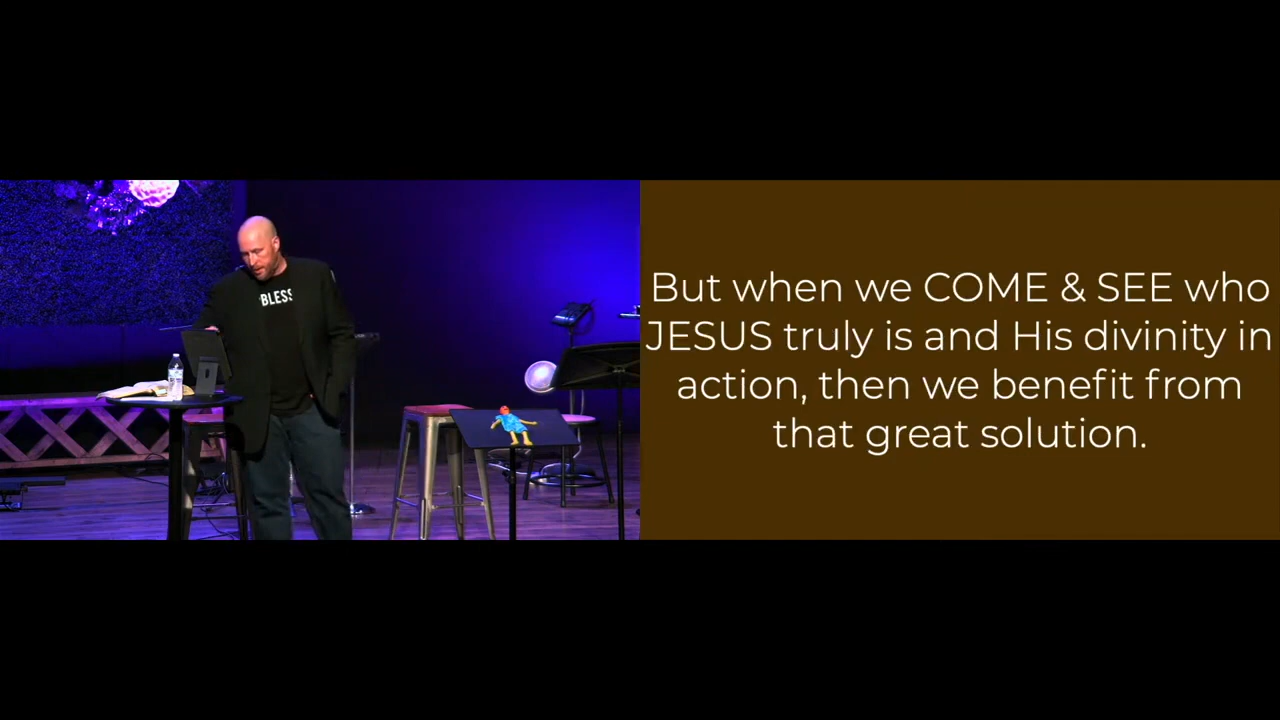 BLESS
But when we COME & SEE who
JESUS truly is and His divinity in
action, then we benefit from
that great solution.